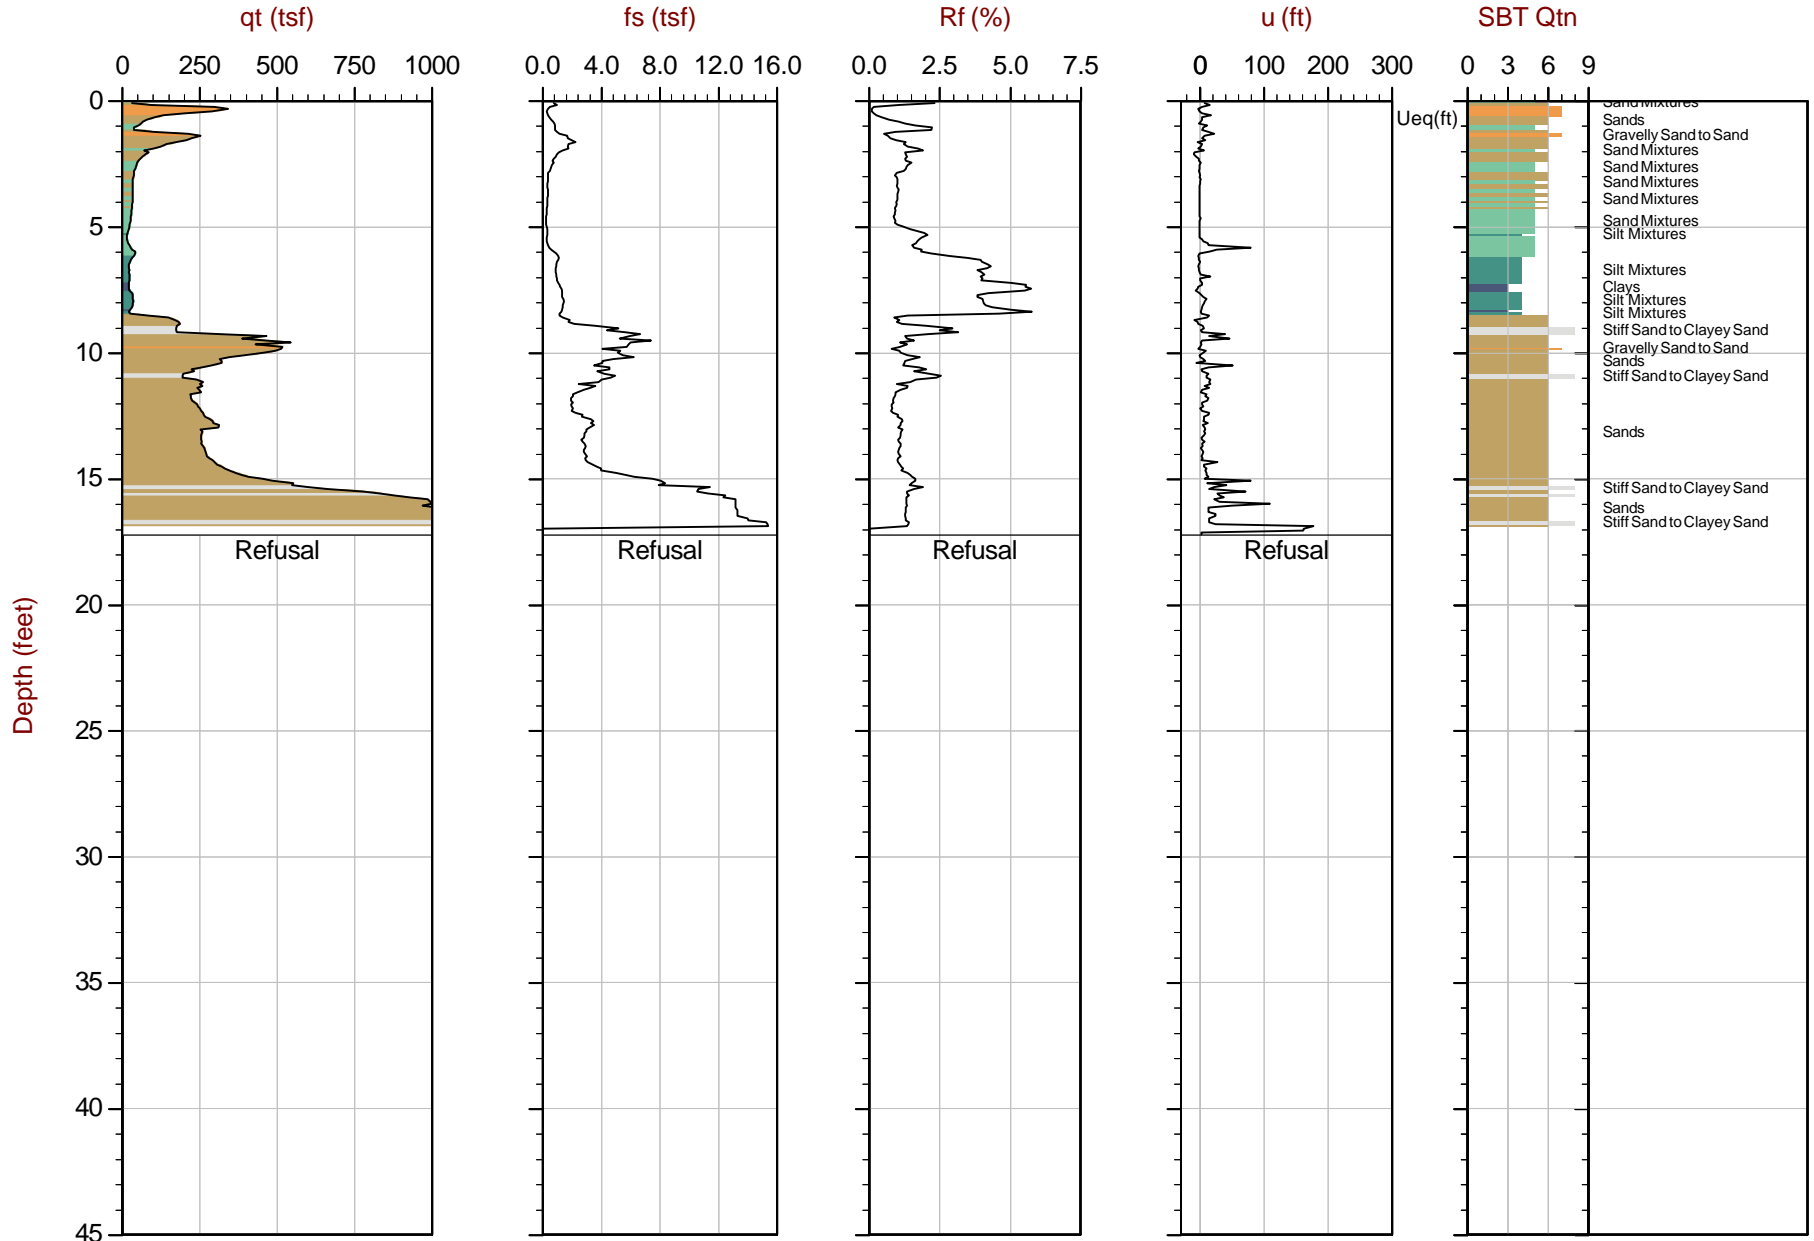 qt (tsf)
fs (tsf)
Rf (%)
u (ft)
SBT Qtn
0 250 500 750 1000
0.0 4.0 8.0 12.0 16.0
0.0 2.5 5.0 7.5
0 100 200 300
0 3 6 9
Depth (feet)
0
5
10
15
20
25
30
35
40
45
Ueq(ft)
Sand Mixtures
Sands
Gravelly Sand to Sand
Sand Mixtures
Sand Mixtures
Sand Mixtures
Sand Mixtures
Sand Mixtures
Silt Mixtures
Silt Mixtures
Clays
Silt Mixtures
Silt Mixtures
Stiff Sand to Clayey Sand
Gravelly Sand to Sand
Sands
Stiff Sand to Clayey Sand
Sands
Stiff Sand to Clayey Sand
Sands
Stiff Sand to Clayey Sand
Refusal
Refusal
Refusal
Refusal